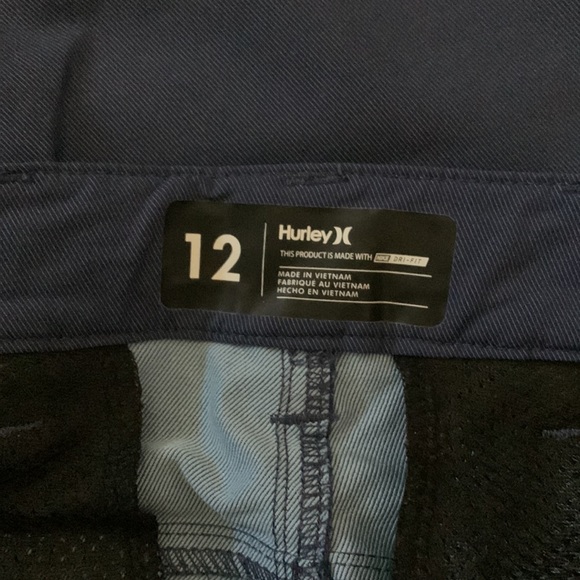 12
Hurley
THIS PRODUCT IS MADE WITH NIKE DRI-FIT
MADE IN VIETNAM
FABRIQUÉ AU VIETNAM
HECHO EN VIETNAM